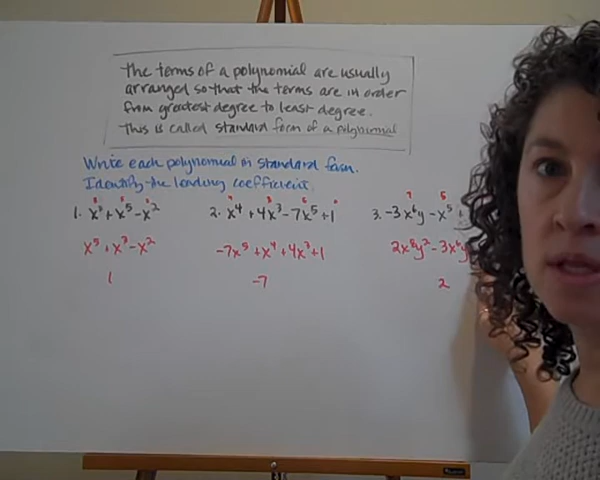 The terms of a polynomial are usually
arranged so that the terms are in order
from greatest degree to least degree.
This is called standard form of a polynomial
Write each polynomial in standard form.
Identify the leading coefficient.
1. x³ + x⁵ - x²
2. x⁴ + 4x³ - 7x⁵ + 1
3. -3x⁶y - x⁵ +
x⁵ + x³ - x²
-7x⁵ + x⁴ + 4x³ + 1
2x⁸y² - 3x⁶y
1
-7
2